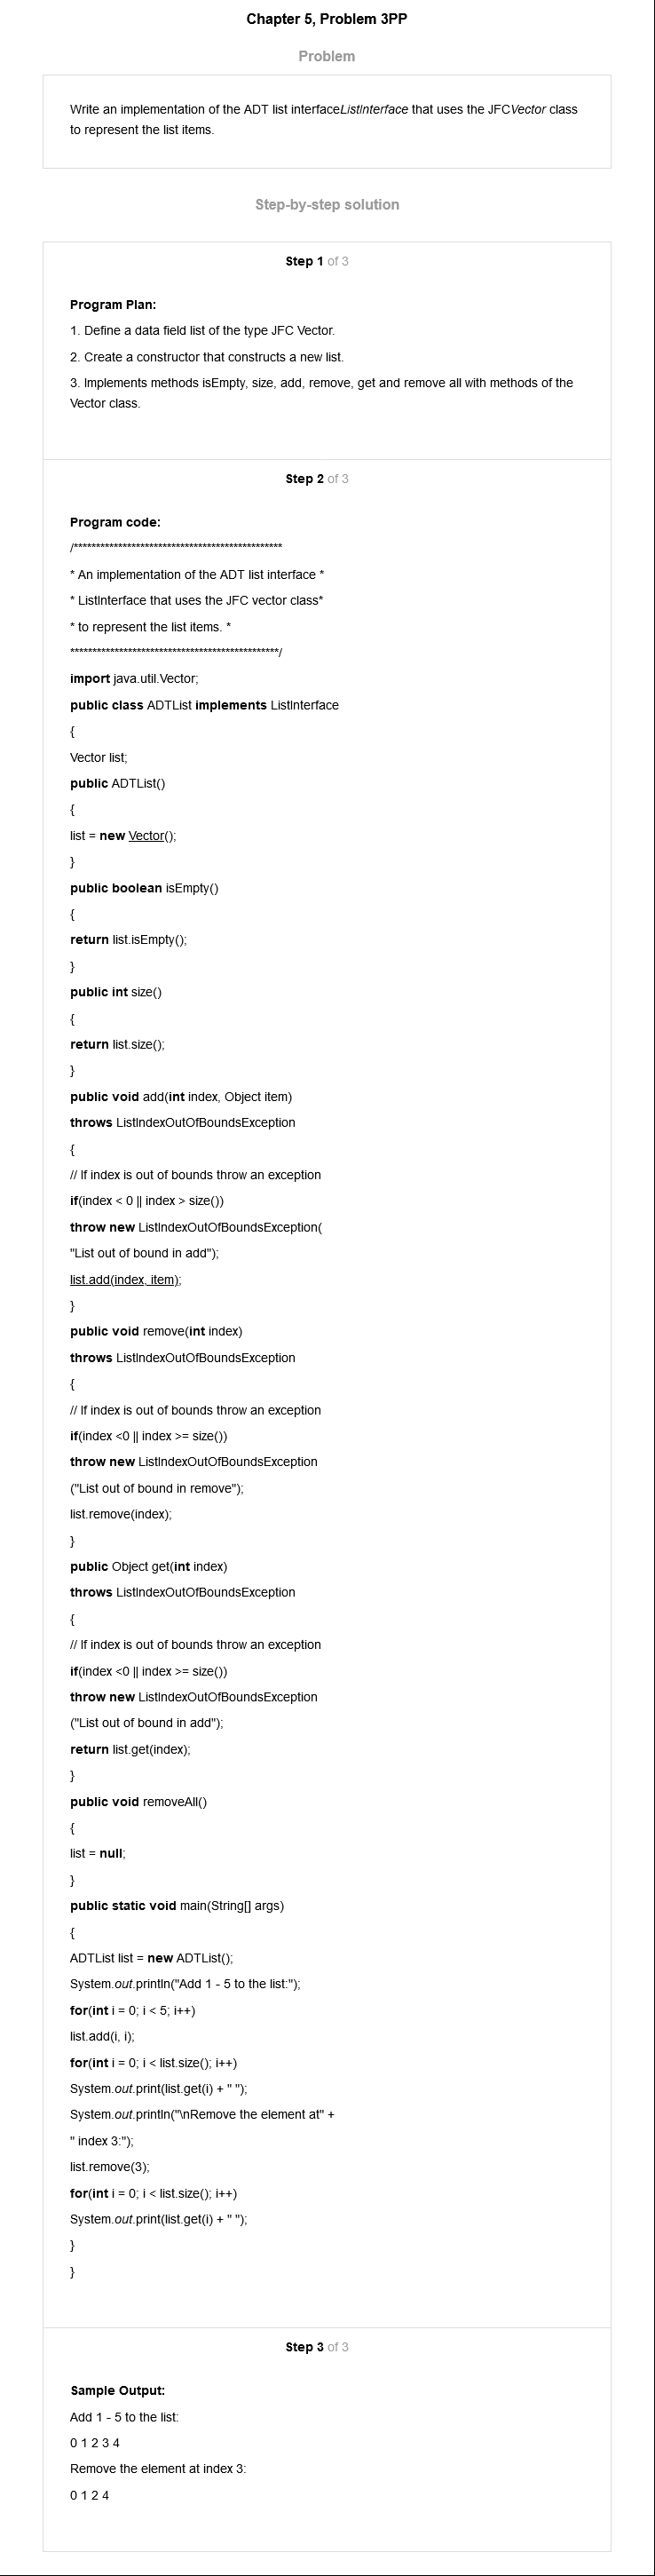 Chapter 5, Problem 3PP
Problem
Write an implementation of the ADT list interfaceListInterface that uses the JFCVector class
to represent the list items.
Step-by-step solution
Step 1 of 3
Program Plan:
1. Define a data field list of the type JFC Vector.
2. Create a constructor that constructs a new list.
3. Implements methods isEmpty, size, add, remove, get and remove all with methods of the
Vector class.
Step 2 of 3
Program code:
/***********************************************
* An implementation of the ADT list interface *
* ListInterface that uses the JFC vector class*
* to represent the list items. *
***********************************************/
import java.util.Vector;
public class ADTList implements ListInterface
{
Vector list;
public ADTList()
{
list = new Vector();
}
public boolean isEmpty()
{
return list.isEmpty();
}
public int size()
{
return list.size();
}
public void add(int index, Object item)
throws ListIndexOutOfBoundsException
{
// If index is out of bounds throw an exception
if(index < 0 || index > size())
throw new ListIndexOutOfBoundsException(
"List out of bound in add");
list.add(index, item);
}
public void remove(int index)
throws ListIndexOutOfBoundsException
{
// If index is out of bounds throw an exception
if(index <0 || index >= size())
throw new ListIndexOutOfBoundsException
("List out of bound in remove");
list.remove(index);
}
public Object get(int index)
throws ListIndexOutOfBoundsException
{
// If index is out of bounds throw an exception
if(index <0 || index >= size())
throw new ListIndexOutOfBoundsException
("List out of bound in add");
return list.get(index);
}
public void removeAll()
{
list = null;
}
public static void main(String[] args)
{
ADTList list = new ADTList();
System.out.println("Add 1 - 5 to the list:");
for(int i = 0; i < 5; i++)
list.add(i, i);
for(int i = 0; i < list.size(); i++)
System.out.print(list.get(i) + " ");
System.out.println("\nRemove the element at" +
" index 3:");
list.remove(3);
for(int i = 0; i < list.size(); i++)
System.out.print(list.get(i) + " ");
}
}
Step 3 of 3
Sample Output:
Add 1 - 5 to the list:
0 1 2 3 4
Remove the element at index 3:
0 1 2 4